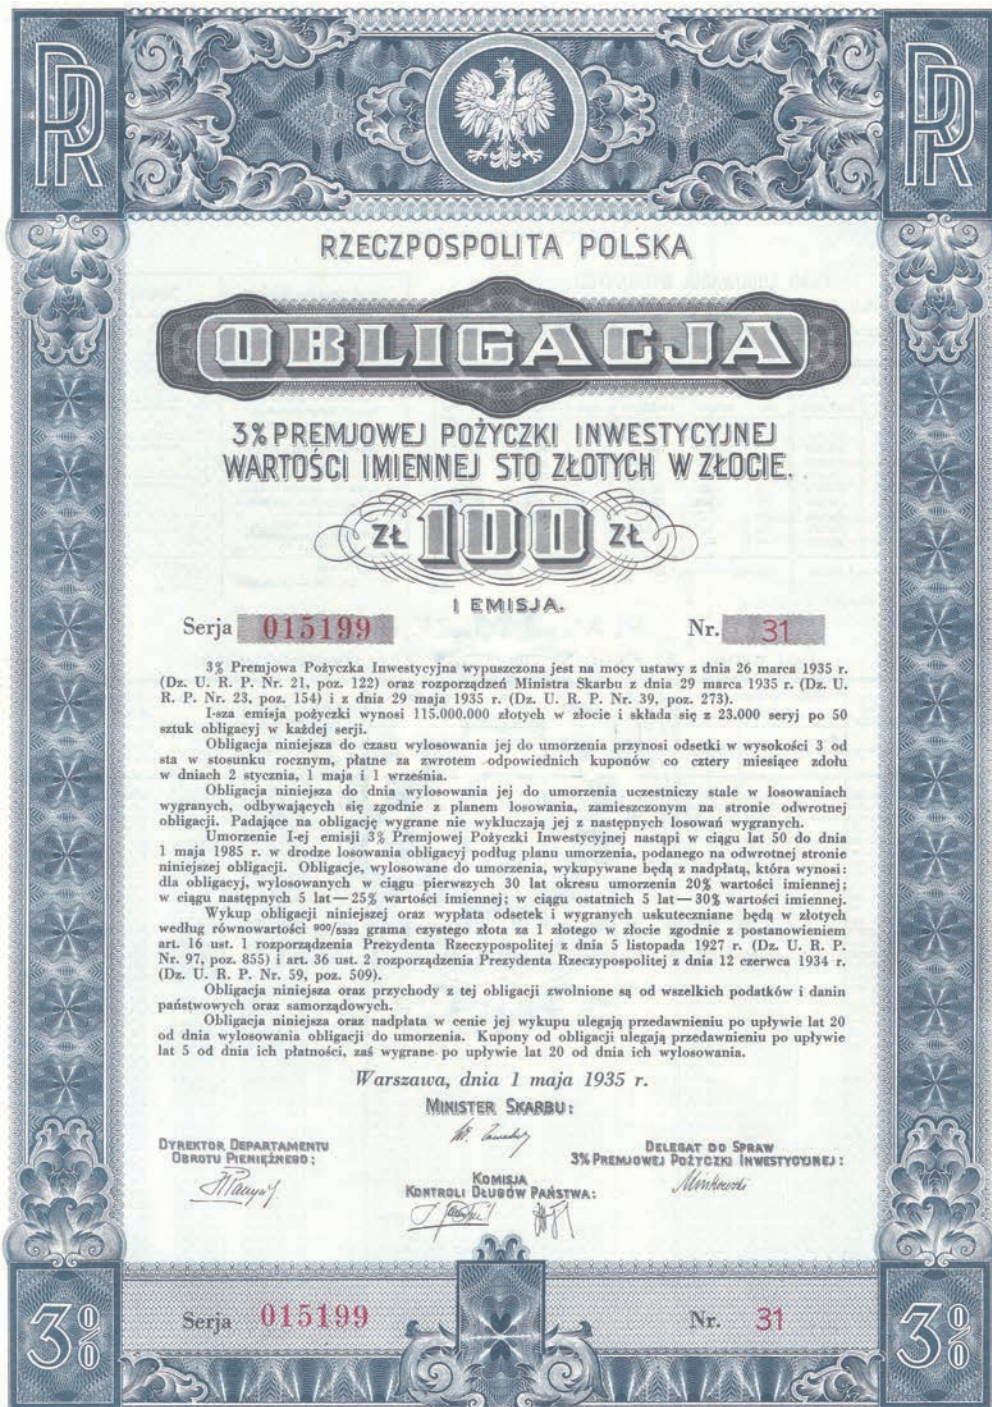 RP RP
RZECZPOSPOLITA POLSKA
OBLIGACJA
3% PREMJOWEJ POŻYCZKI INWESTYCYJNEJ
WARTOŚCI IMIENNEJ STO ZŁOTYCH W ZŁOCIE.
ZŁ 100 ZŁ
I EMISJA.
Serja 015199 Nr. 31
3% Premjowa Pożyczka Inwestycyjna wypuszczona jest na mocy ustawy z dnia 26 marca 1935 r.
(Dz. U. R. P. Nr. 21, poz. 122) oraz rozporządzeń Ministra Skarbu z dnia 29 marca 1935 r. (Dz. U.
R. P. Nr. 23, poz. 154) i z dnia 29 maja 1935 r. (Dz. U. R. P. Nr. 39, poz. 273).
I-sza emisja pożyczki wynosi 115.000.000 złotych w złocie i składa się z 23.000 seryj po 50
sztuk obligacyj w każdej serji.
Obligacja niniejsza do czasu wylosowania jej do umorzenia przynosi odsetki w wysokości 3 od
sta w stosunku rocznym, płatne za zwrotem odpowiednich kuponów co cztery miesiące zdołu
w dniach 2 stycznia, 1 maja i 1 września.
Obligacja niniejsza do dnia wylosowania jej do umorzenia uczestniczy stale w losowaniach
wygranych, odbywających się zgodnie z planem losowania, zamieszczonym na stronie odwrotnej
obligacji. Padające na obligację wygrane nie wykluczają jej z następnych losowań wygranych.
Umorzenie I-ej emisji 3% Premjowej Pożyczki Inwestycyjnej nastąpi w ciągu lat 50 do dnia
1 maja 1985 r. w drodze losowania obligacyj podług planu umorzenia, podanego na odwrotnej stronie
niniejszej obligacji. Obligacje, wylosowane do umorzenia, wykupywane będą z nadpłatą, która wynosi:
dla obligacyj, wylosowanych w ciągu pierwszych 30 lat okresu umorzenia 20% wartości imiennej;
w ciągu następnych 5 lat—25% wartości imiennej; w ciągu ostatnich 5 lat—30% wartości imiennej.
Wykup obligacji niniejszej oraz wypłata odsetek i wygranych uskuteczniane będą w złotych
według równowartości 900/5332 grama czystego złota za 1 złotego w złocie zgodnie z postanowieniem
art. 16 ust. 1 rozporządzenia Prezydenta Rzeczypospolitej z dnia 5 listopada 1927 r. (Dz. U. R. P.
Nr. 97, poz. 855) i art. 36 ust. 2 rozporządzenia Prezydenta Rzeczypospolitej z dnia 12 czerwca 1934 r.
(Dz. U. R. P. Nr. 59, poz. 509).
Obligacja niniejsza oraz przychody z tej obligacji zwolnione są od wszelkich podatków i danin
państwowych oraz samorządowych.
Obligacja niniejsza oraz nadpłata w cenie jej wykupu ulegają przedawnieniu po upływie lat 20
od dnia wylosowania obligacji do umorzenia. Kupony od obligacji ulegają przedawnieniu po upływie
lat 5 od dnia ich płatności, zaś wygrane po upływie lat 20 od dnia ich wylosowania.
Warszawa, dnia 1 maja 1935 r.
MINISTER SKARBU:
DYREKTOR DEPARTAMENTU
OBROTU PIENIĘŻNEGO:
DELEGAT DO SPRAW
3% PREMJOWEJ POŻYCZKI INWESTYCYJNEJ:
KOMISJA
KONTROLI DŁUGÓW PAŃSTWA:
Serja 015199 Nr. 31
3% 3%